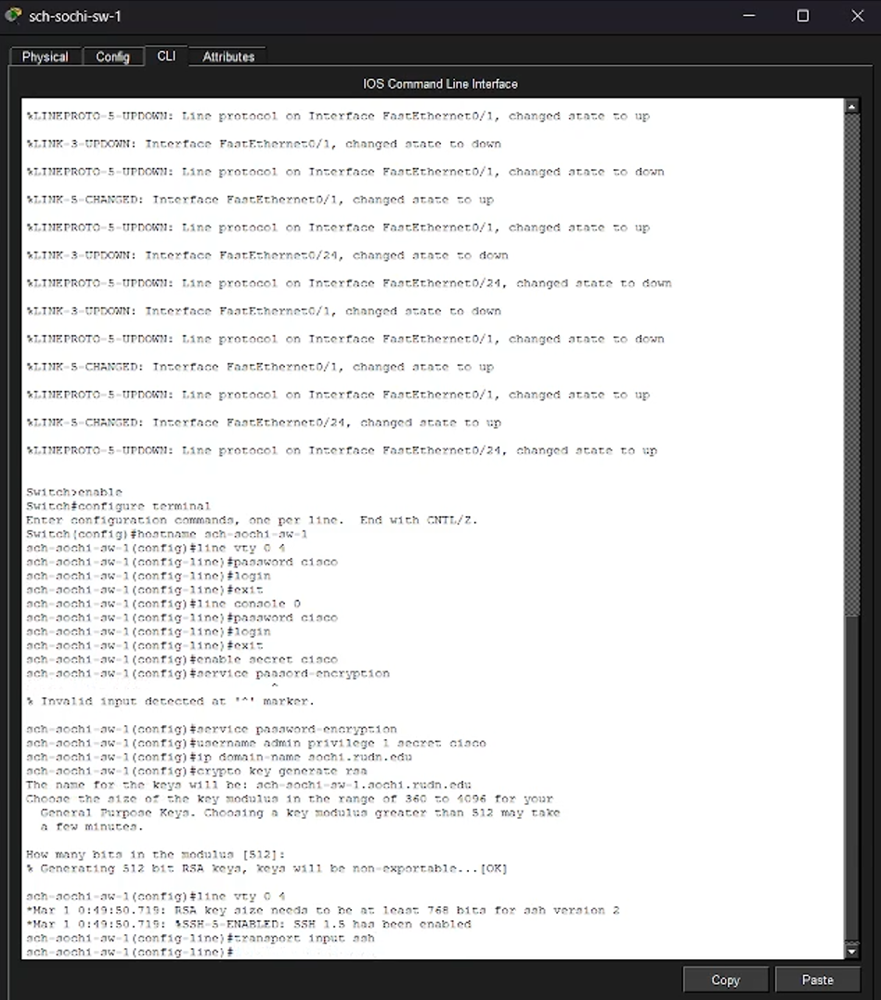 sch-sochi-sw-1
Physical Config CLI Attributes
IOS Command Line Interface
%LINEPROTO-5-UPDOWN: Line protocol on Interface FastEthernet0/1, changed state to up
%LINK-3-UPDOWN: Interface FastEthernet0/1, changed state to down
%LINEPROTO-5-UPDOWN: Line protocol on Interface FastEthernet0/1, changed state to down
%LINK-5-CHANGED: Interface FastEthernet0/1, changed state to up
%LINEPROTO-5-UPDOWN: Line protocol on Interface FastEthernet0/1, changed state to up
%LINK-3-UPDOWN: Interface FastEthernet0/24, changed state to down
%LINEPROTO-5-UPDOWN: Line protocol on Interface FastEthernet0/24, changed state to down
%LINK-3-UPDOWN: Interface FastEthernet0/1, changed state to down
%LINEPROTO-5-UPDOWN: Line protocol on Interface FastEthernet0/1, changed state to down
%LINK-5-CHANGED: Interface FastEthernet0/1, changed state to up
%LINEPROTO-5-UPDOWN: Line protocol on Interface FastEthernet0/1, changed state to up
%LINK-5-CHANGED: Interface FastEthernet0/24, changed state to up
%LINEPROTO-5-UPDOWN: Line protocol on Interface FastEthernet0/24, changed state to up
Switch>enable
Switch#configure terminal
Enter configuration commands, one per line.  End with CNTL/Z.
Switch(config)#hostname sch-sochi-sw-1
sch-sochi-sw-1(config)#line vty 0 4
sch-sochi-sw-1(config-line)#password cisco
sch-sochi-sw-1(config-line)#login
sch-sochi-sw-1(config-line)#exit
sch-sochi-sw-1(config)#line console 0
sch-sochi-sw-1(config-line)#password cisco
sch-sochi-sw-1(config-line)#login
sch-sochi-sw-1(config-line)#exit
sch-sochi-sw-1(config)#enable secret cisco
sch-sochi-sw-1(config)#service paasord-encryption
^
% Invalid input detected at '^' marker.
sch-sochi-sw-1(config)#service password-encryption
sch-sochi-sw-1(config)#username admin privilege 1 secret cisco
sch-sochi-sw-1(config)#ip domain-name sochi.rudn.edu
sch-sochi-sw-1(config)#crypto key generate rsa
The name for the keys will be: sch-sochi-sw-1.sochi.rudn.edu
Choose the size of the key modulus in the range of 360 to 4096 for your
General Purpose Keys. Choosing a key modulus greater than 512 may take
a few minutes.
How many bits in the modulus [512]:
% Generating 512 bit RSA keys, keys will be non-exportable...[OK]
sch-sochi-sw-1(config)#line vty 0 4
*Mar 1 0:49:50.719: RSA key size needs to be at least 768 bits for ssh version 2
*Mar 1 0:49:50.719: %SSH-5-ENABLED: SSH 1.5 has been enabled
sch-sochi-sw-1(config-line)#transport input ssh
sch-sochi-sw-1(config-line)#
Copy Paste